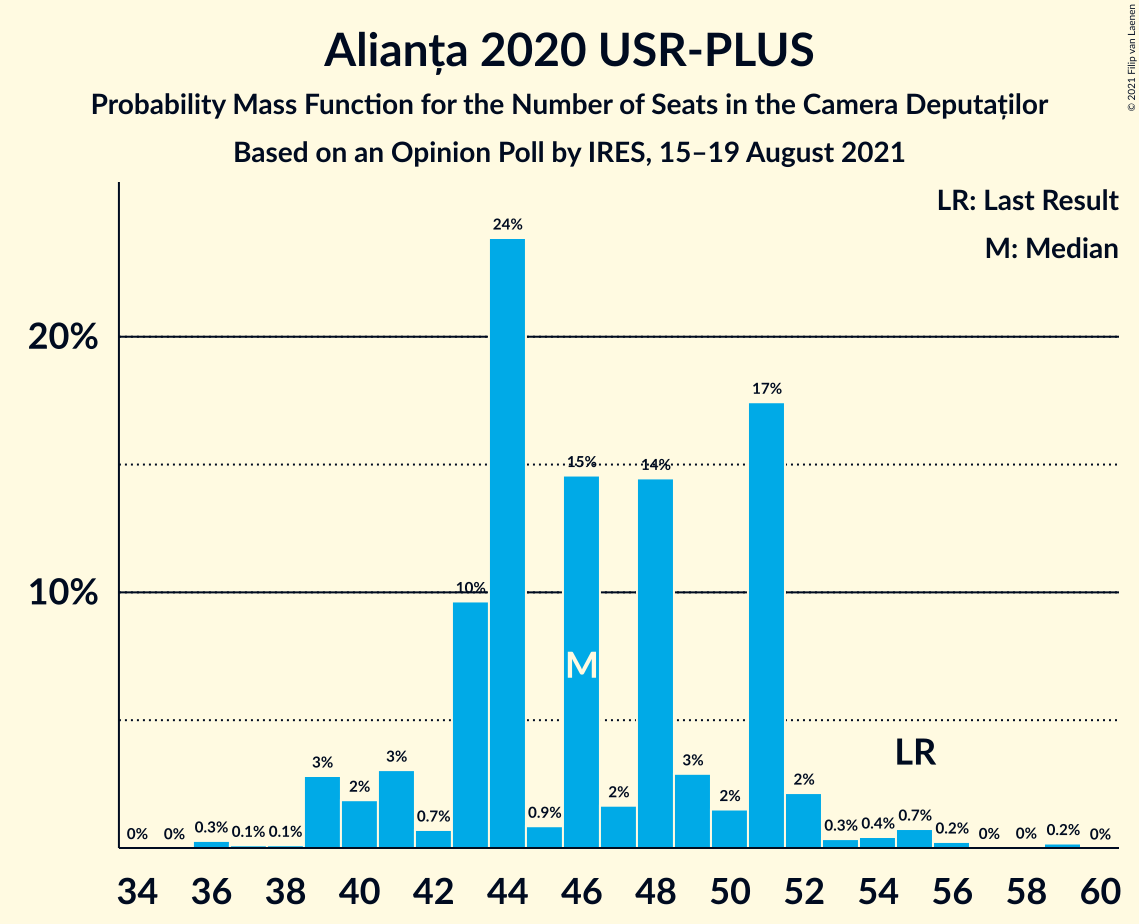 Alianța 2020 USR-PLUS
Probability Mass Function for the Number of Seats in the Camera Deputaților
Based on an Opinion Poll by IRES, 15–19 August 2021
© 2021 Filip van Laenen
LR: Last Result
M: Median
20%
10%
0% 0% 0.3% 0.1% 0.1% 3% 2% 3% 0.7% 10% 24% 0.9% 15% 2% 14% 3% 2% 17% 2% 0.3% 0.4% 0.7% 0.2% 0% 0% 0.2% 0%
M
LR
34 36 38 40 42 44 46 48 50 52 54 56 58 60